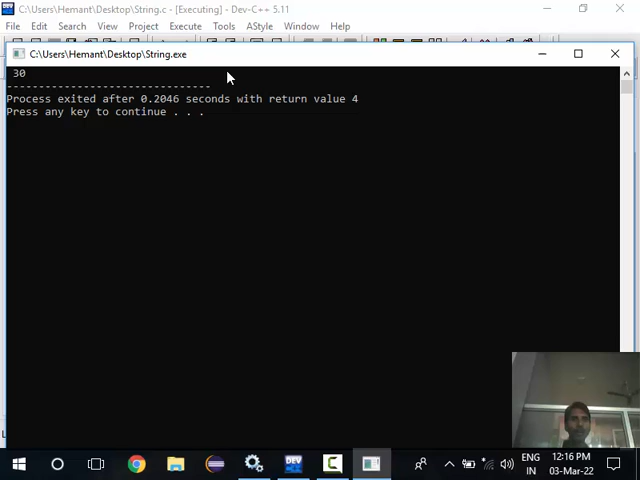 C:\Users\Hemant\Desktop\String.c - [Executing] - Dev-C++ 5.11
File Edit Search View Project Execute Tools AStyle Window Help
C:\Users\Hemant\Desktop\String.exe
30
--------------------------------
Process exited after 0.2046 seconds with return value 4
Press any key to continue . . .
DEV
ENG
IN
12:16 PM
03-Mar-22